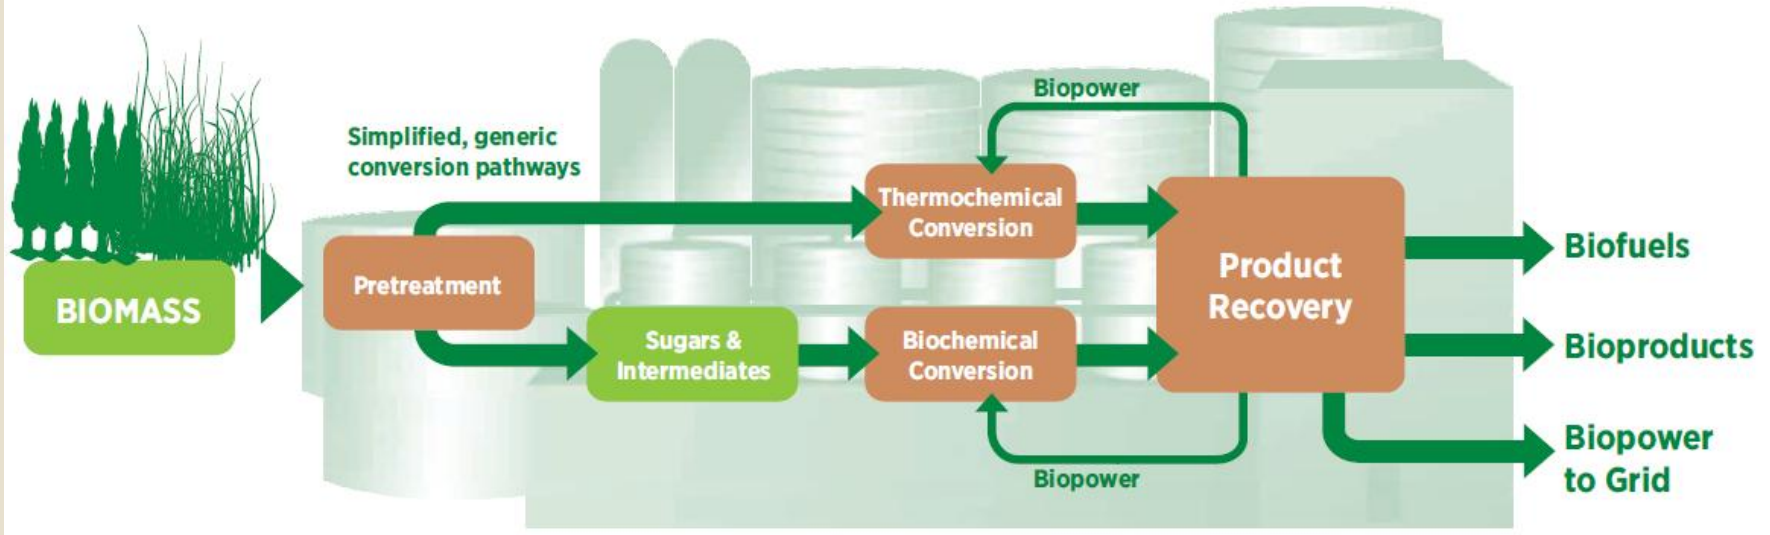 BIOMASS
Simplified, generic
conversion pathways
Pretreatment
Sugars &
Intermediates
Biopower
Thermochemical
Conversion
Biochemical
Conversion
Biopower
Product
Recovery
Biofuels
Bioproducts
Biopower
to Grid